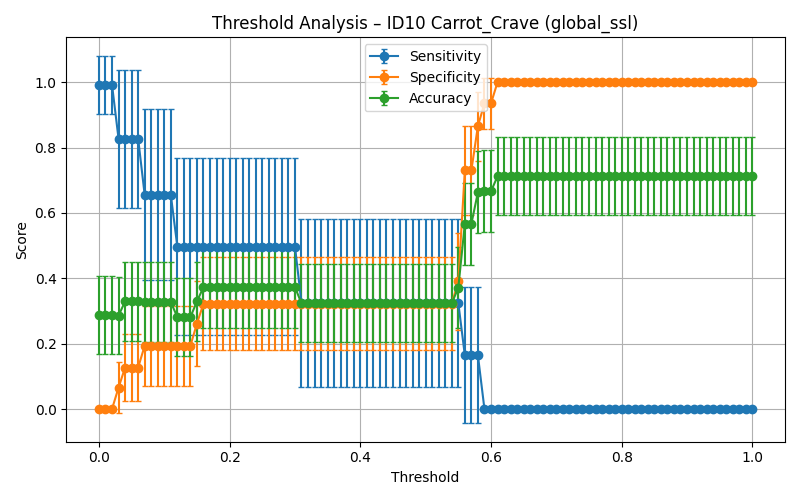 Threshold Analysis – ID10 Carrot_Crave (global_ssl)
Sensitivity
Specificity
Accuracy
Score
1.0
0.8
0.6
0.4
0.2
0.0
0.0 0.2 0.4 0.6 0.8 1.0
Threshold